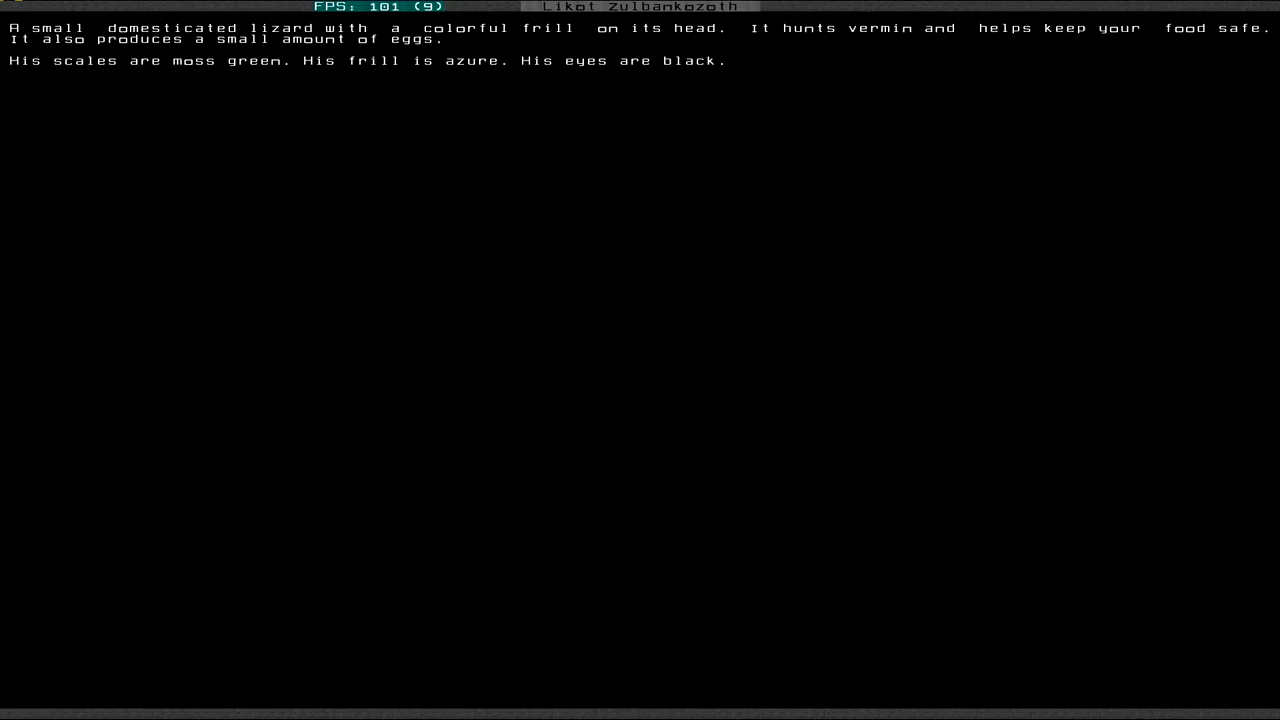 FPS: 101 (9) Likot Zulbankozoth
A small domesticated lizard with a colorful frill on its head. It hunts vermin and helps keep your food safe.
It also produces a small amount of eggs.
His scales are moss green. His frill is azure. His eyes are black.